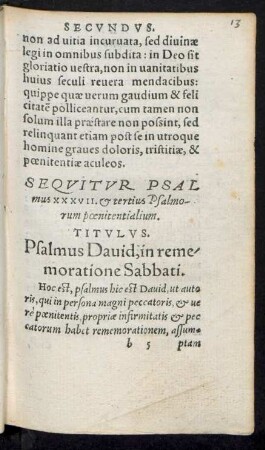 SECVNDVS.
13
non ad uitia incuruata, sed diuinæ
legi in omnibus subdita: in Deo sit
gloriatio uestra, non in uanitatibus
huius seculi reuera mendacibus:
quippe quæ uerum gaudium & feli
citatẽ polliceantur, cum tamen non
solum illa præstare non possint, sed
relinquant etiam post se in utroque
homine graues doloris, tristitiæ, &
pœnitentiæ aculeos.
SEQVITVR PSAL
mus XXXVII. & tertius Psalmo-
rum pœnitentialium.
TITVLVS.
Psalmus Dauid, in reme-
moratione Sabbati.
Hoc est, psalmus hic est Dauid, ut auto
ris, qui in persona magni peccatoris, & ue
rè pœnitentis, propriæ infirmitatis & pec
catorum habet rememorationem, assum-
b 5 ptam